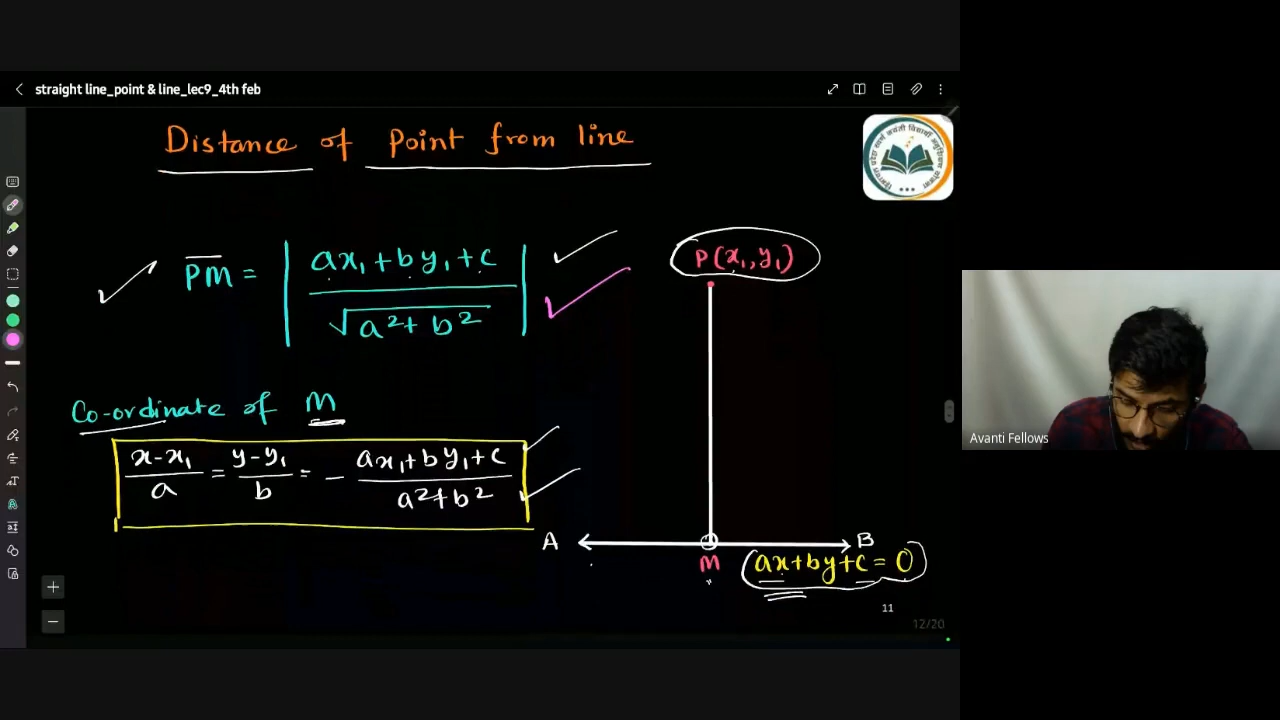 straight line_point & line_lec9_4th feb
Distance of Point from line
PM = | ax₁+by₁+c / √a²+b² |
P(x₁,y₁)
Co-ordinate of M
x-x₁/a = y-y₁/b = - ax₁+by₁+c/a²+b²
A
B
M
ax+by+c=0
11
12/20
Avanti Fellows